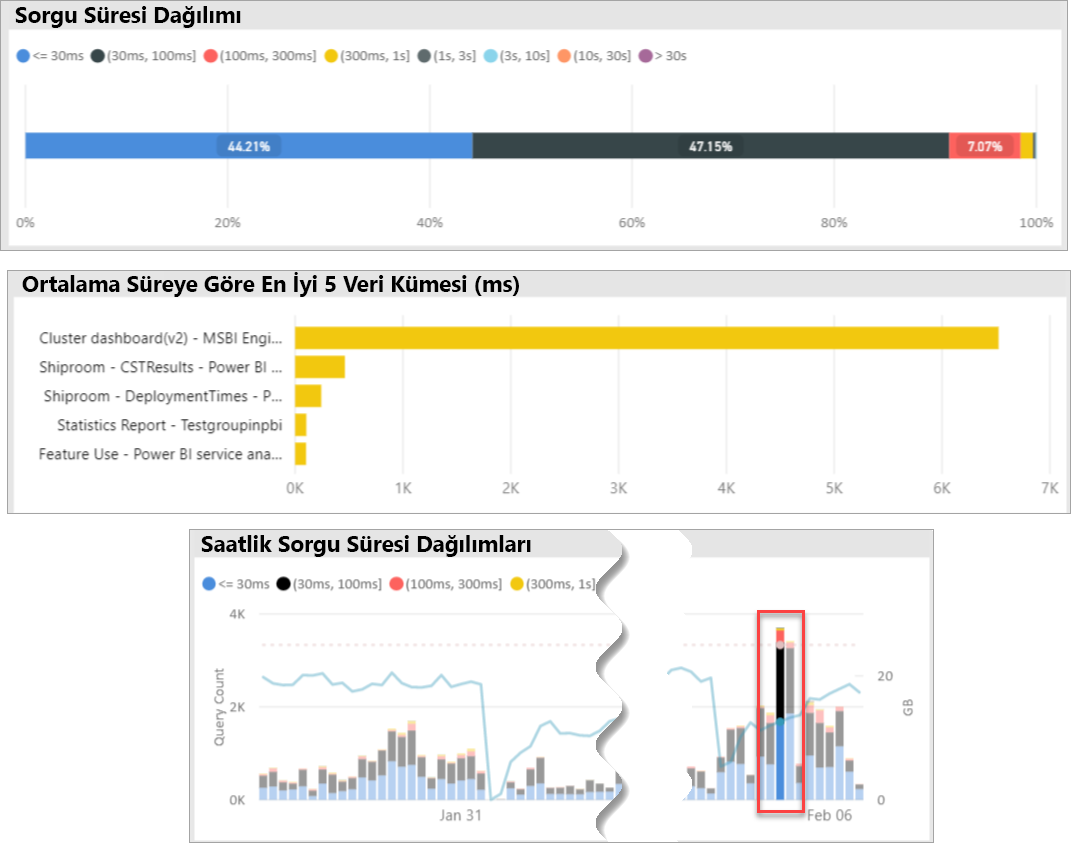 Sorgu Süresi Dağılımı
<= 30ms (30ms, 100ms] (100ms, 300ms] (300ms, 1s] (1s, 3s] (3s, 10s] (10s, 30s] > 30s
44.21% 47.15% 7.07%
0% 20% 40% 60% 80% 100%
Ortalama Süreye Göre En İyi 5 Veri Kümesi (ms)
Cluster dashboard(v2) - MSBI Engi...
Shiproom - CSTResults - Power BI ...
Shiproom - DeploymentTimes - P...
Statistics Report - Testgroupinpbi
Feature Use - Power BI service ana...
0K 1K 2K 3K 4K 5K 6K 7K
Saatlik Sorgu Süresi Dağılımları
<= 30ms (30ms, 100ms] (100ms, 300ms] (300ms, 1s]
4K
2K
0K
Query Count
20
0
GB
Jan 31 Feb 06